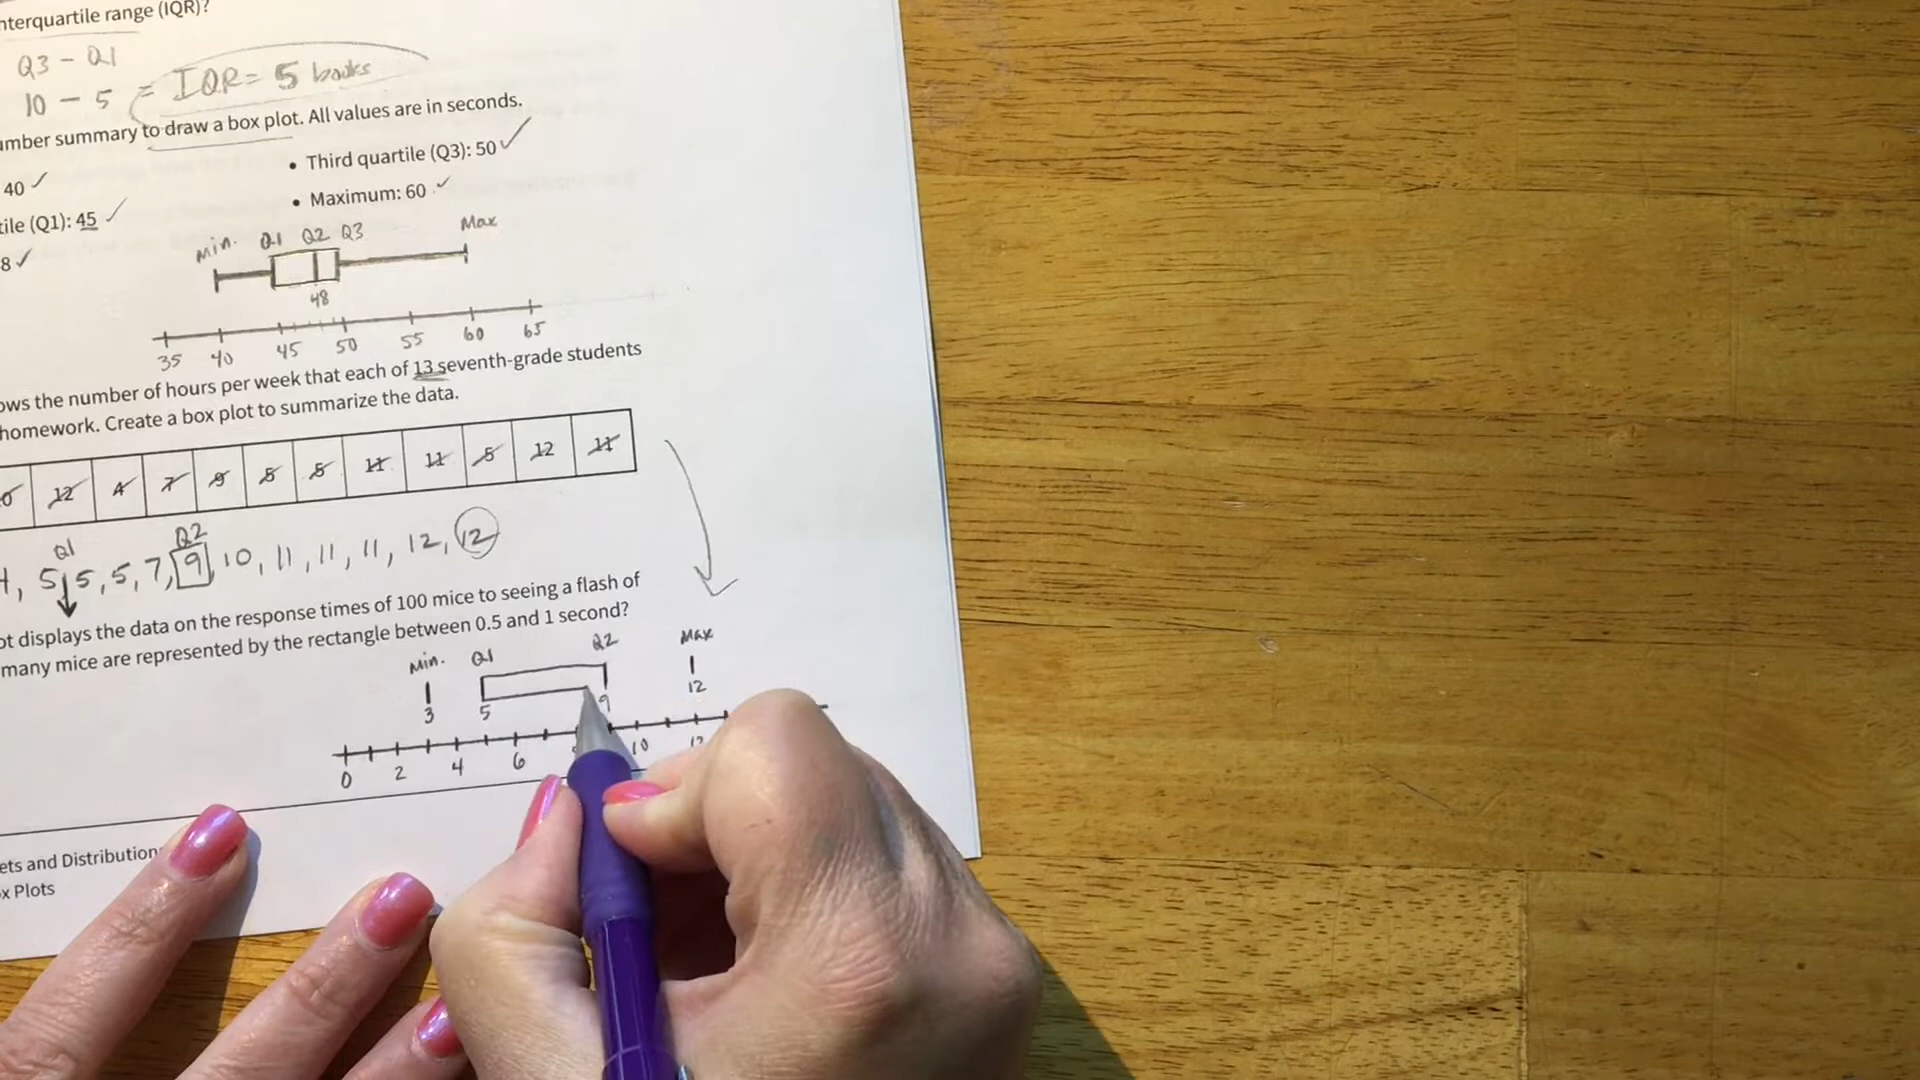 nterquartile range (IQR)?
Q3 - Q1
10 - 5 = IQR = 5 books
umber summary to draw a box plot. All values are in seconds.
40 ✓
• Third quartile (Q3): 50 ✓
tile (Q1): 45 ✓
• Maximum: 60 ✓
8 ✓
Min. Q1 Q2 Q3 Max
48
35 40 45 50 55 60 65
ows the number of hours per week that each of 13 seventh-grade students
homework. Create a box plot to summarize the data.
12 4 7 9 5 5 11 11 5 12 11
Q1 Q2
4, 5, 5, 5, 7, 9, 10, 11, 11, 11, 12, 12
ot displays the data on the response times of 100 mice to seeing a flash of
many mice are represented by the rectangle between 0.5 and 1 second?
Min. Q1 Q2 Max
3 5 9 12
0 2 4 6 10 12
ets and Distribution
x Plots